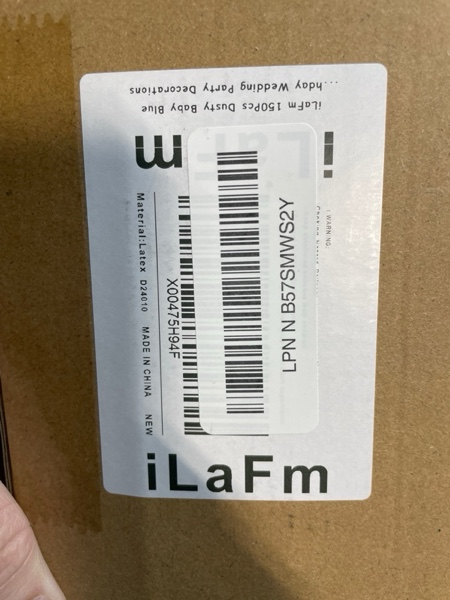 iLaFm 150Pcs Dusty Baby Blue
...hday Wedding Party Decorations
X00475H94F
Material:Latex D24010 MADE IN CHINA NEW
! WARNING:
LPN N B57SMWS2Y
iLaFm